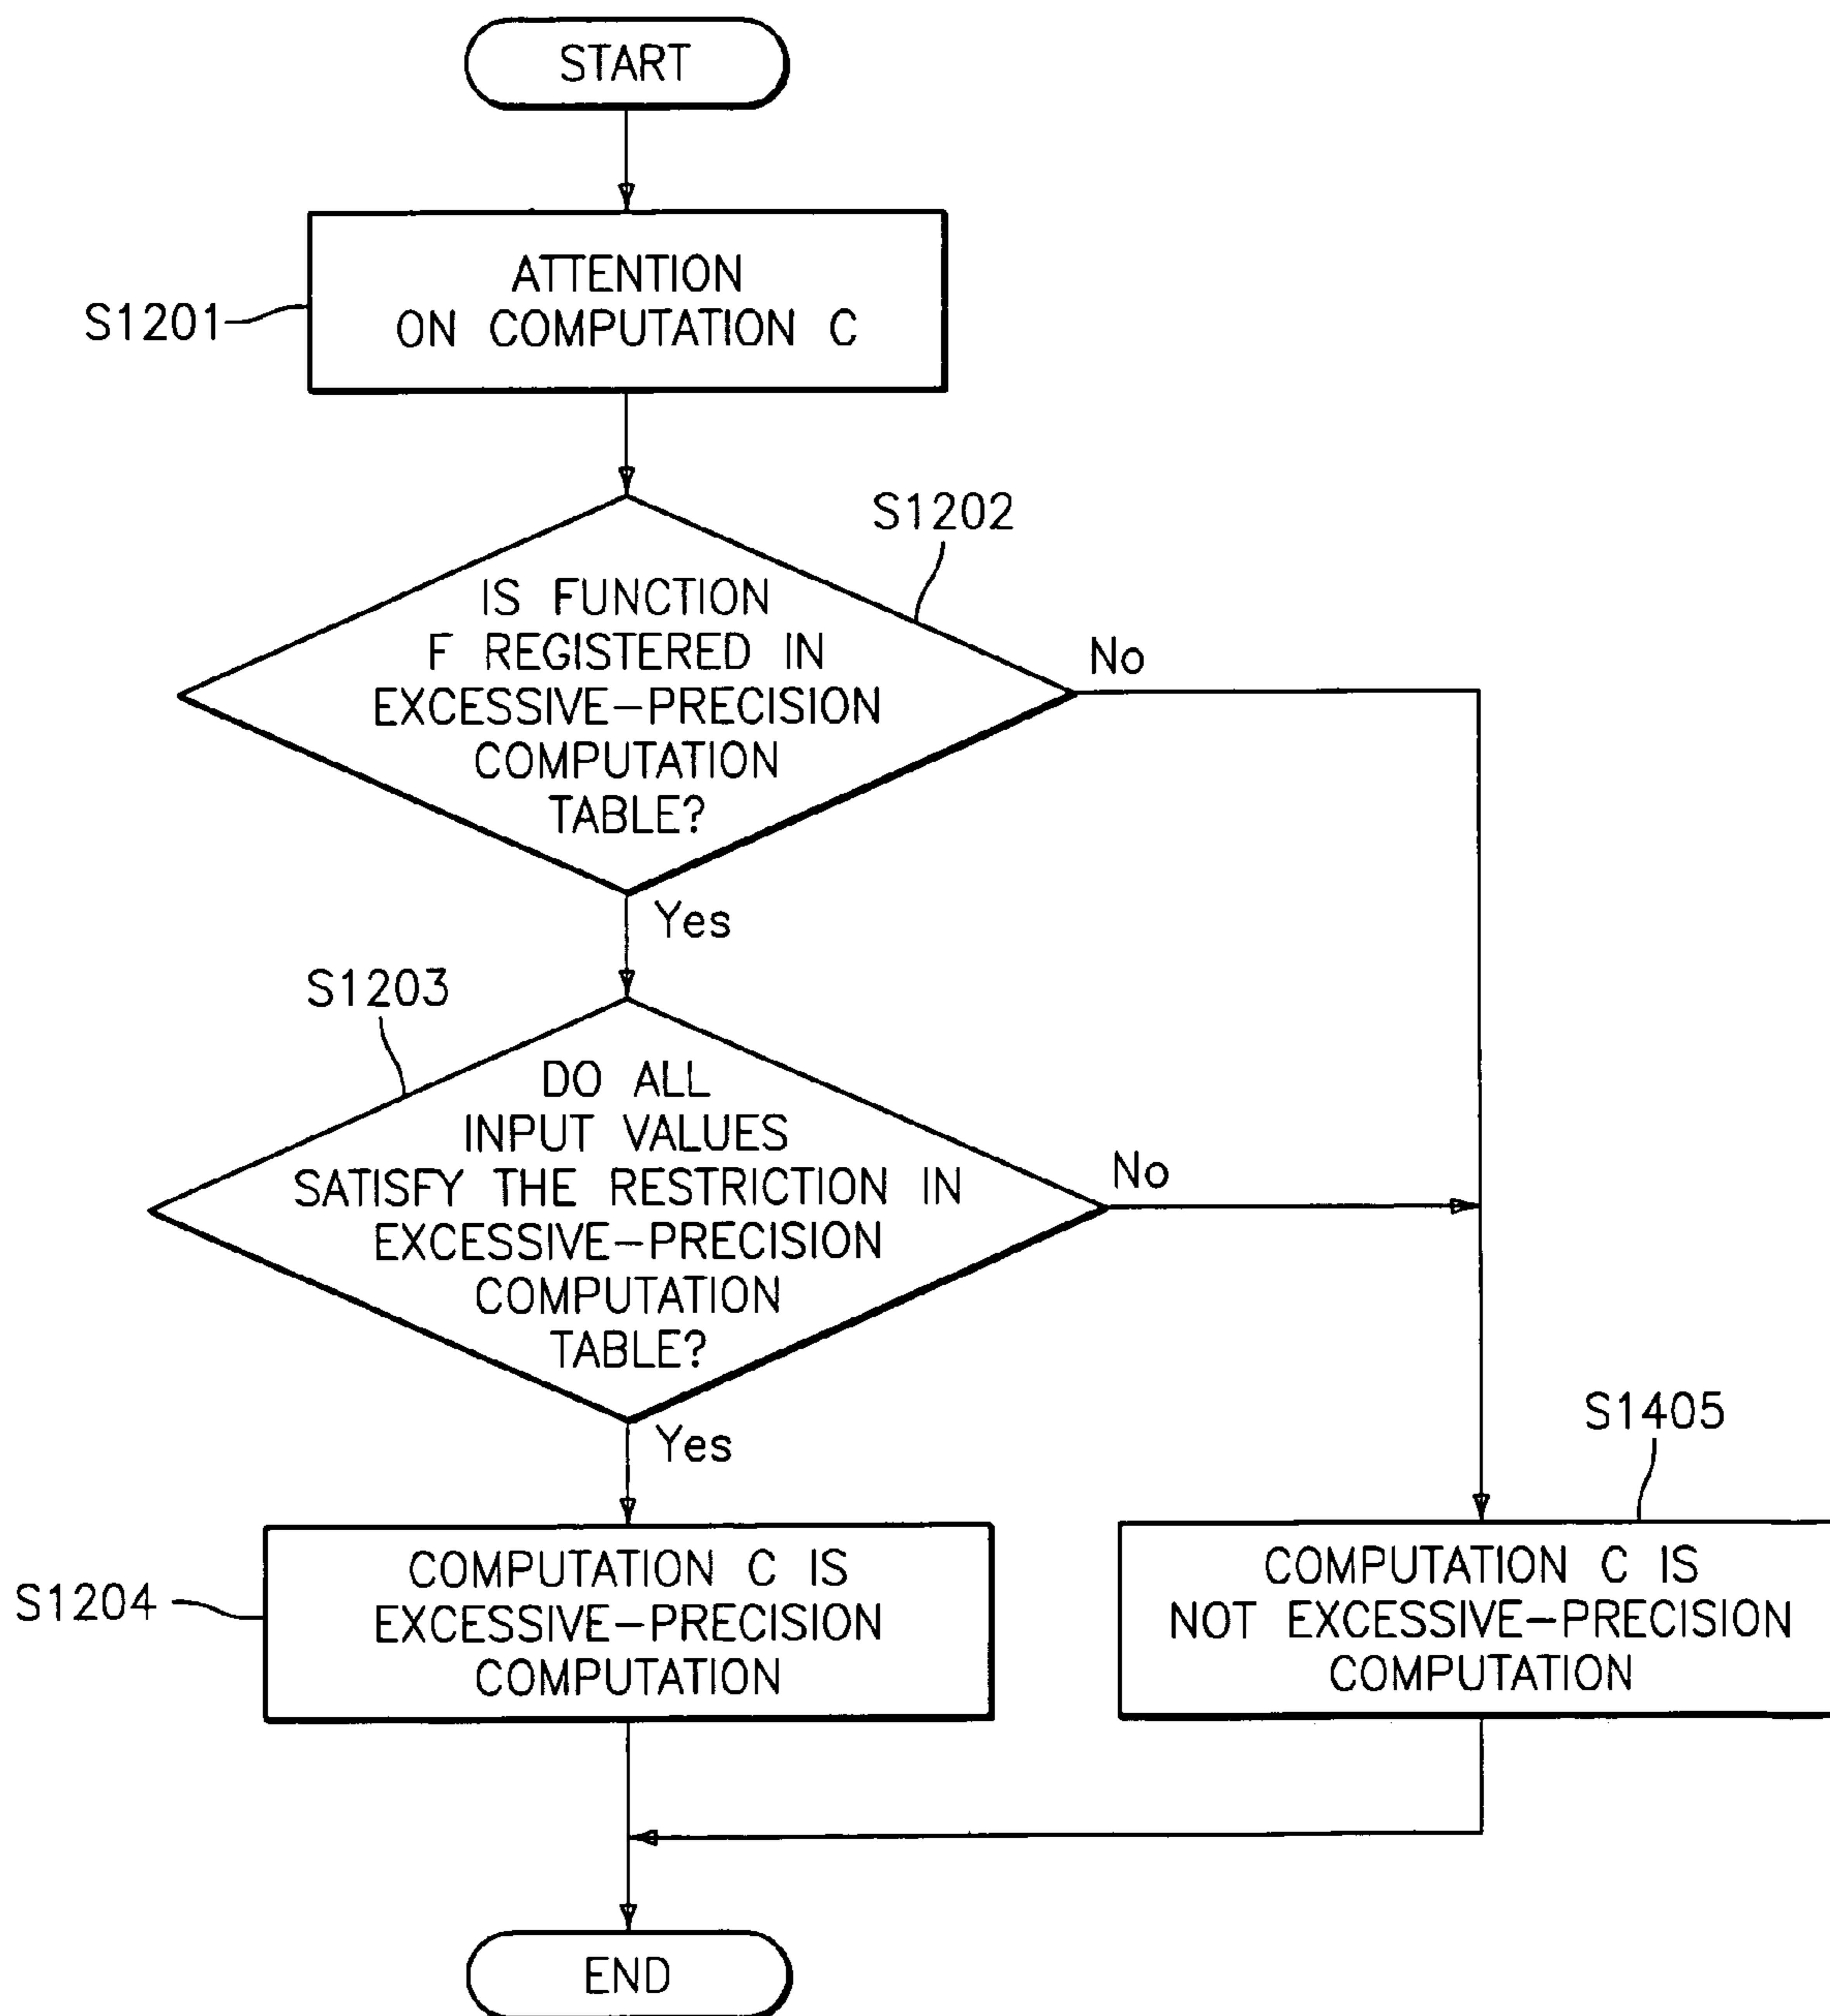 START
ATTENTION
ON COMPUTATION C
S1201
S1202
IS FUNCTION
F REGISTERED IN
EXCESSIVE-PRECISION
COMPUTATION
TABLE?
No
Yes
S1203
DO ALL
INPUT VALUES
SATISFY THE RESTRICTION IN
EXCESSIVE-PRECISION
COMPUTATION
TABLE?
No
Yes
S1204
COMPUTATION C IS
EXCESSIVE-PRECISION
COMPUTATION
S1405
COMPUTATION C IS
NOT EXCESSIVE-PRECISION
COMPUTATION
END